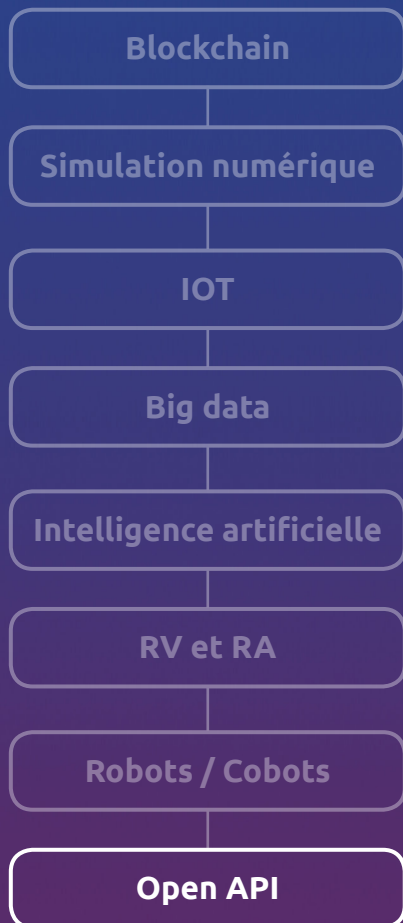 Blockchain
Simulation numérique
IOT
Big data
Intelligence artificielle
RV et RA
Robots / Cobots
Open API